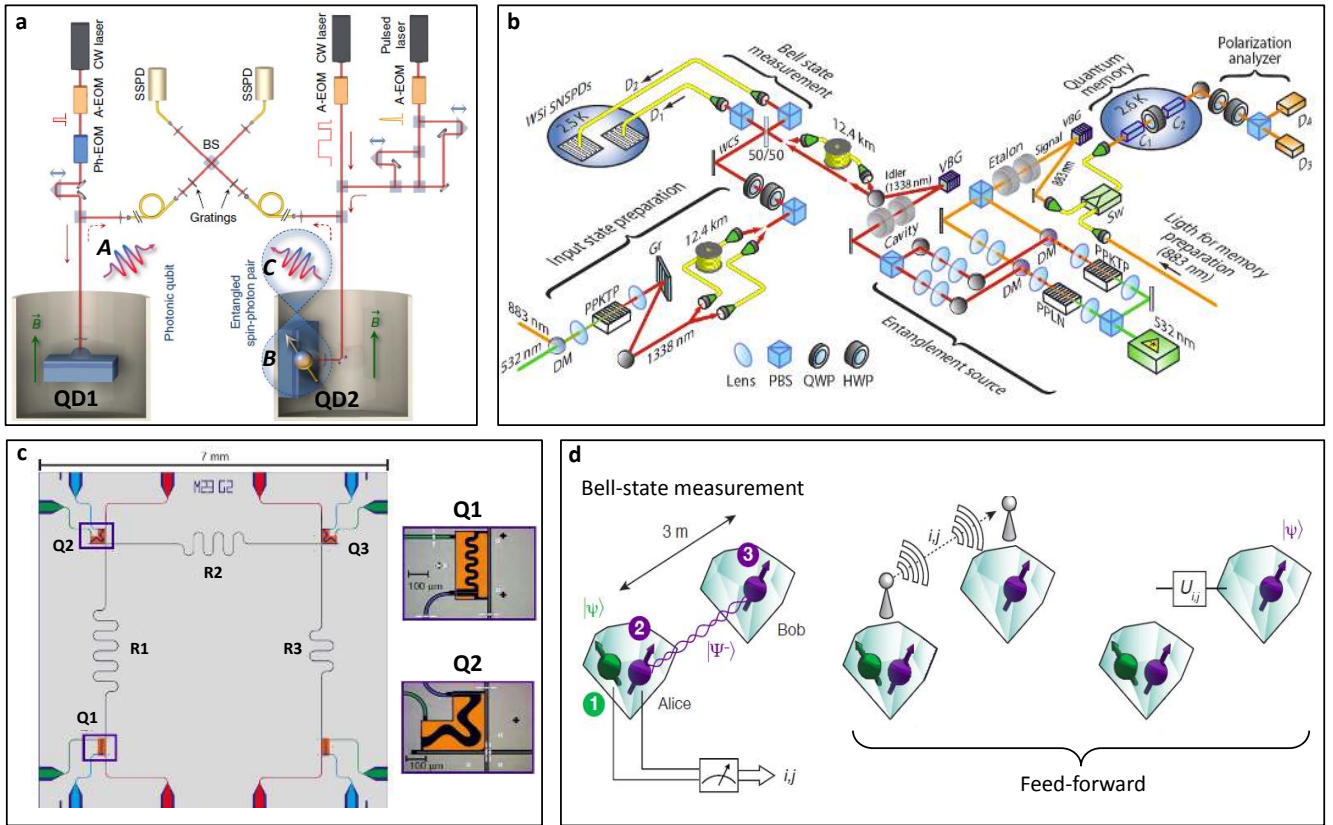 a
CW laser
A-EOM
Ph-EOM
SSPD
SSPD
BS
Gratings
CW laser
A-EOM
Pulsed laser
A-EOM
A
Photonic qubit
C
Entangled
spin-photon pair
B
B
B
QD1
QD2
b
WSi SNSPDs
2.5 K
D2
D1
Bell state
measurement
WCS
50/50
12.4 km
Idler
(1338 nm)
VBG
Etalon
Signal
VBG
883 nm
Quantum
memory
2.6 K
C1
C2
Polarization
analyzer
D4
D3
Sw
Ligth for memory
preparation
(883 nm)
Input state preparation
12.4 km
Gr
PPKTP
883 nm
532 nm
DM
1338 nm
Cavity
DM
DM
PPKTP
PPLN
532 nm
Entanglement source
Lens
PBS
QWP
HWP
c
7 mm
M23 G2
Q2
Q3
R2
R1
R3
Q1
Q1
100 µm
Q2
100 µm
d
Bell-state measurement
3 m
3
|ψ⟩
2
Bob
|Ψ⁻⟩
1
Alice
i,j
i,j
|ψ⟩
Ui,j
Feed-forward